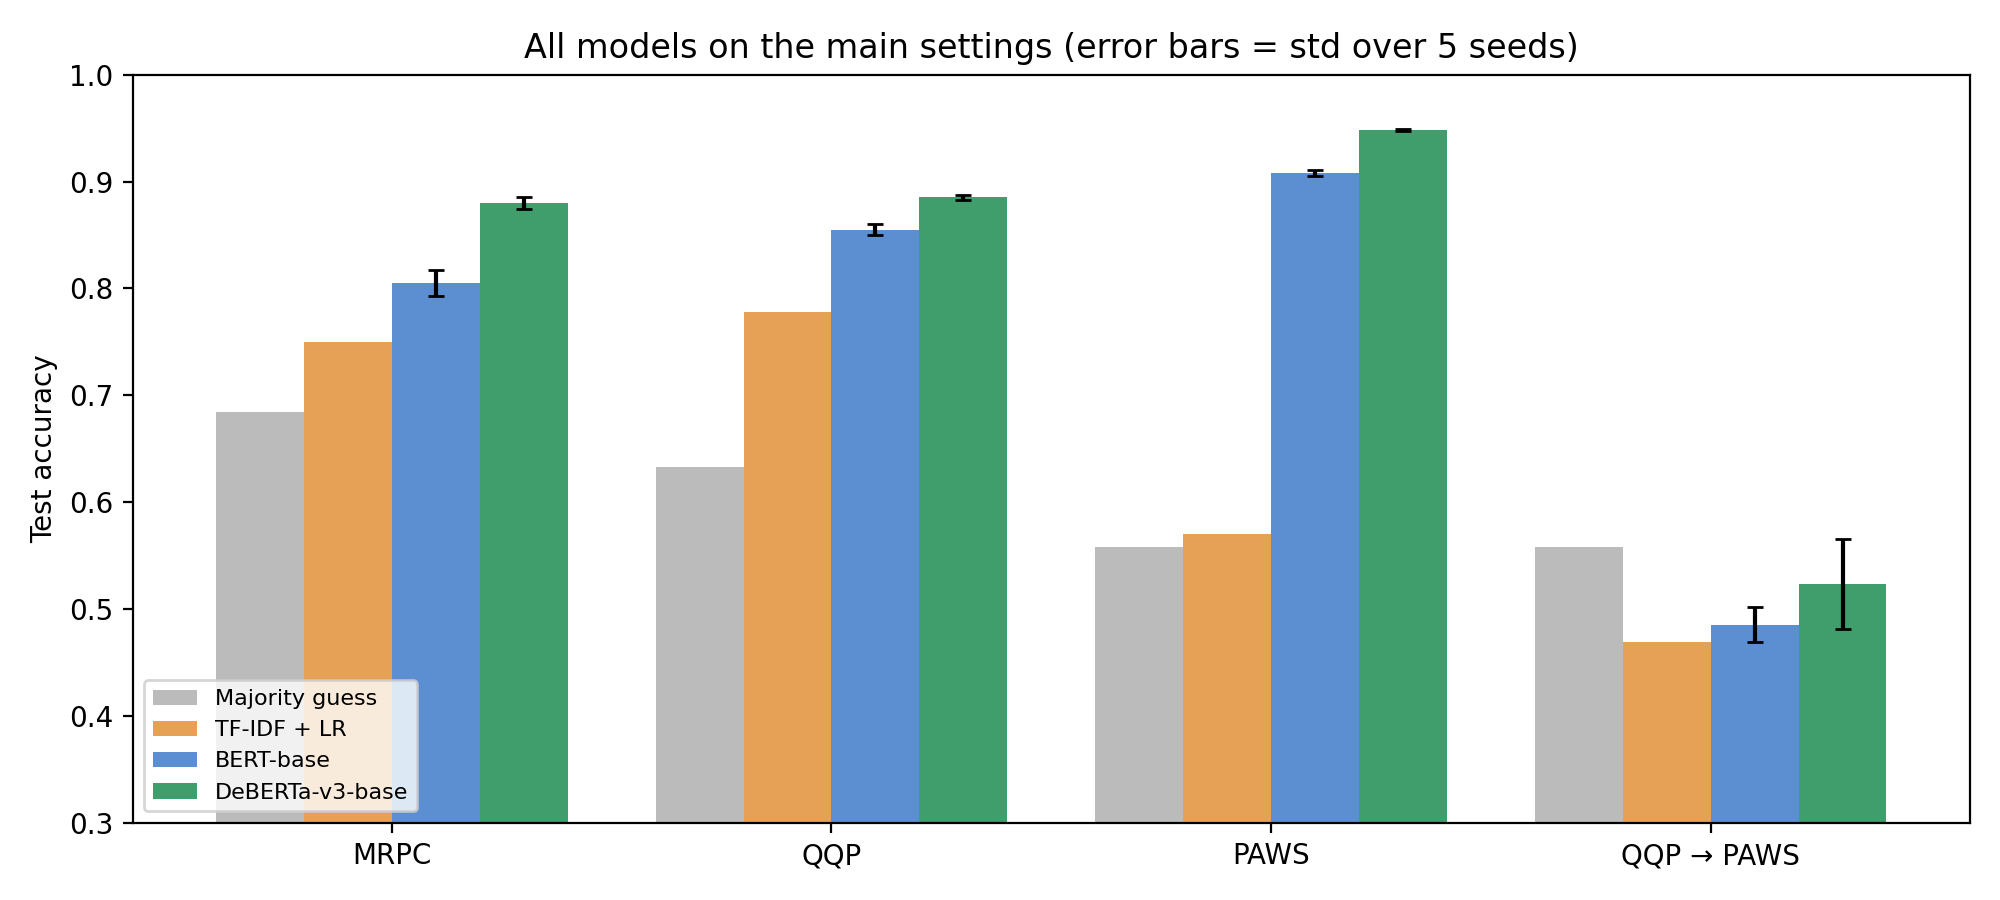 All models on the main settings (error bars = std over 5 seeds)
Test accuracy
1.0
0.9
0.8
0.7
0.6
0.5
0.4
0.3
Majority guess
TF-IDF + LR
BERT-base
DeBERTa-v3-base
MRPC
QQP
PAWS
QQP → PAWS